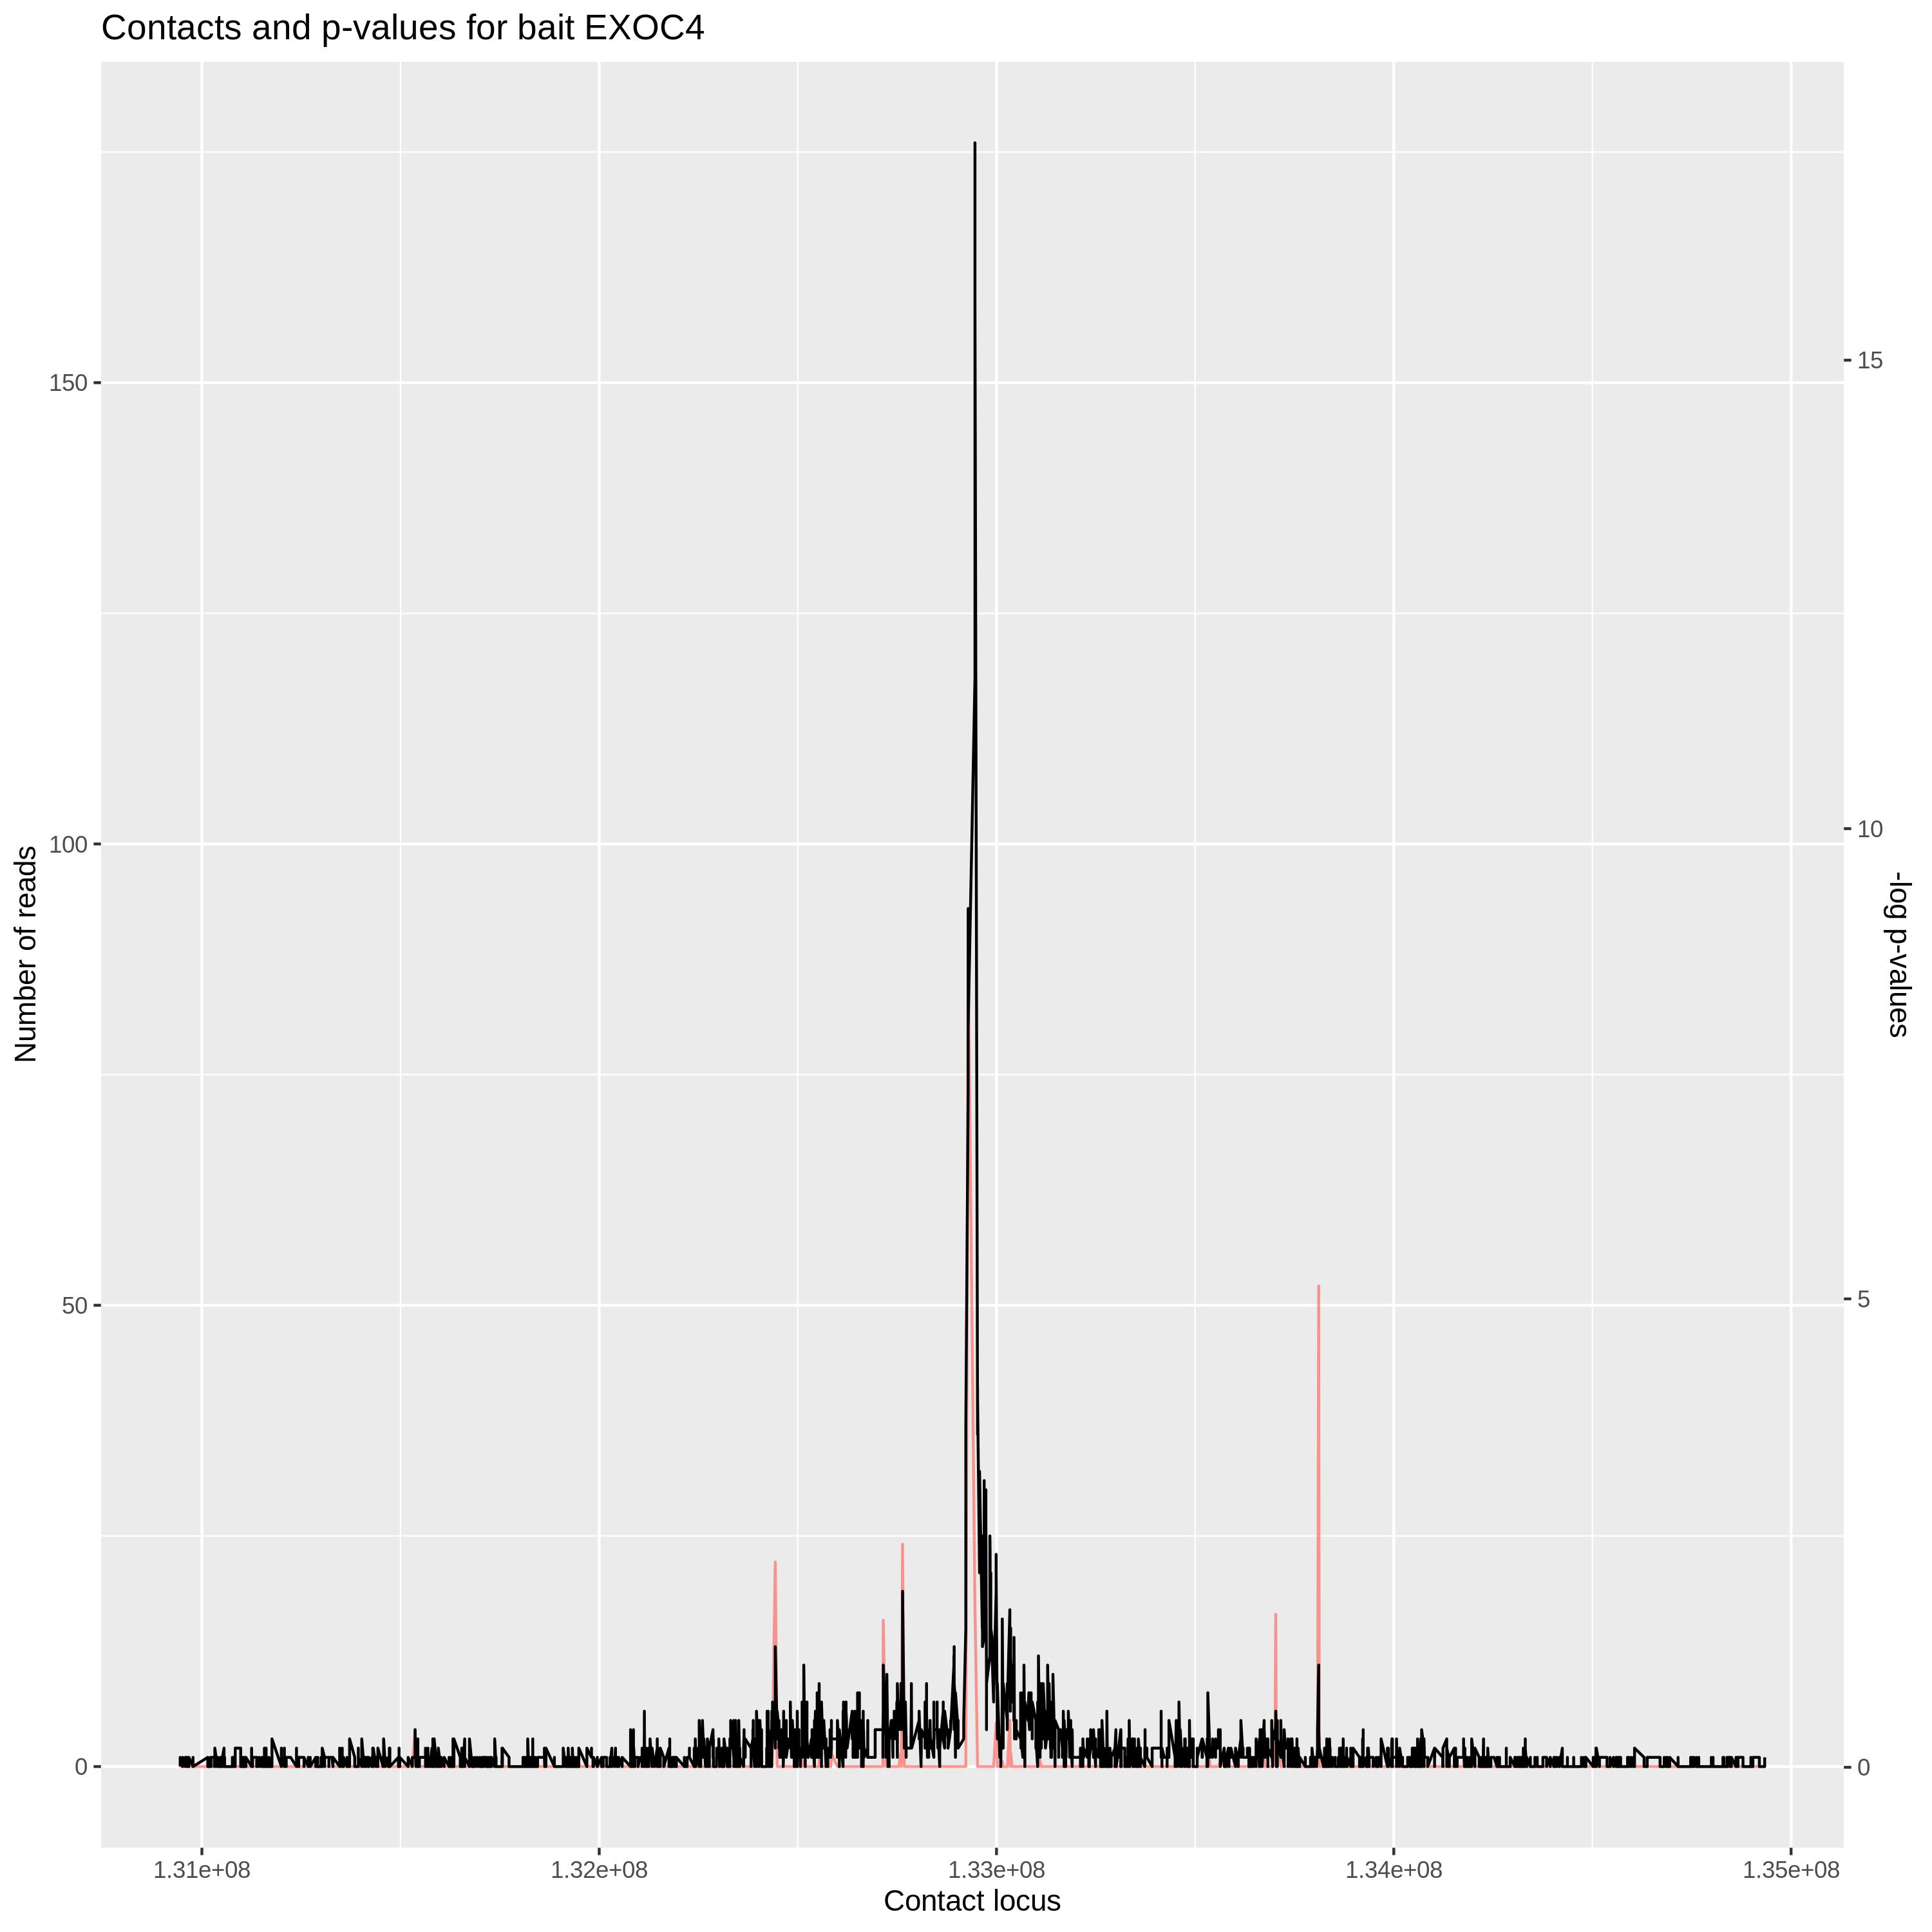 Contacts and p-values for bait EXOC4
Number of reads
150
100
50
0
15
10
5
0
-log p-values
1.31e+08
1.32e+08
1.33e+08
1.34e+08
1.35e+08
Contact locus